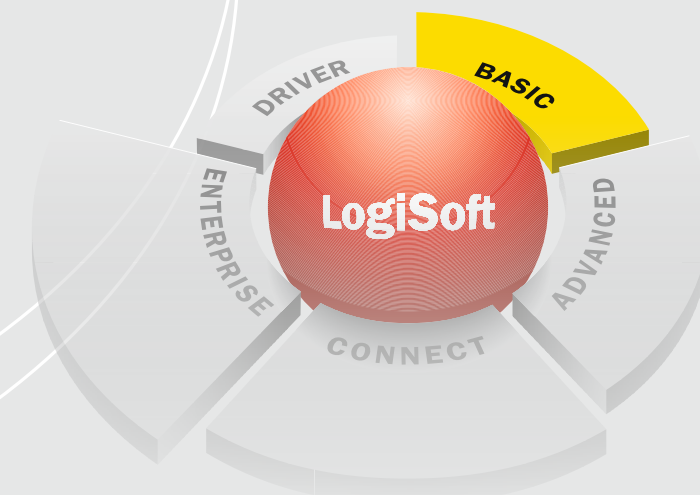 DRIVER
BASIC
ENTERPRISE
LogiSoft
ADVANCED
CONNECT